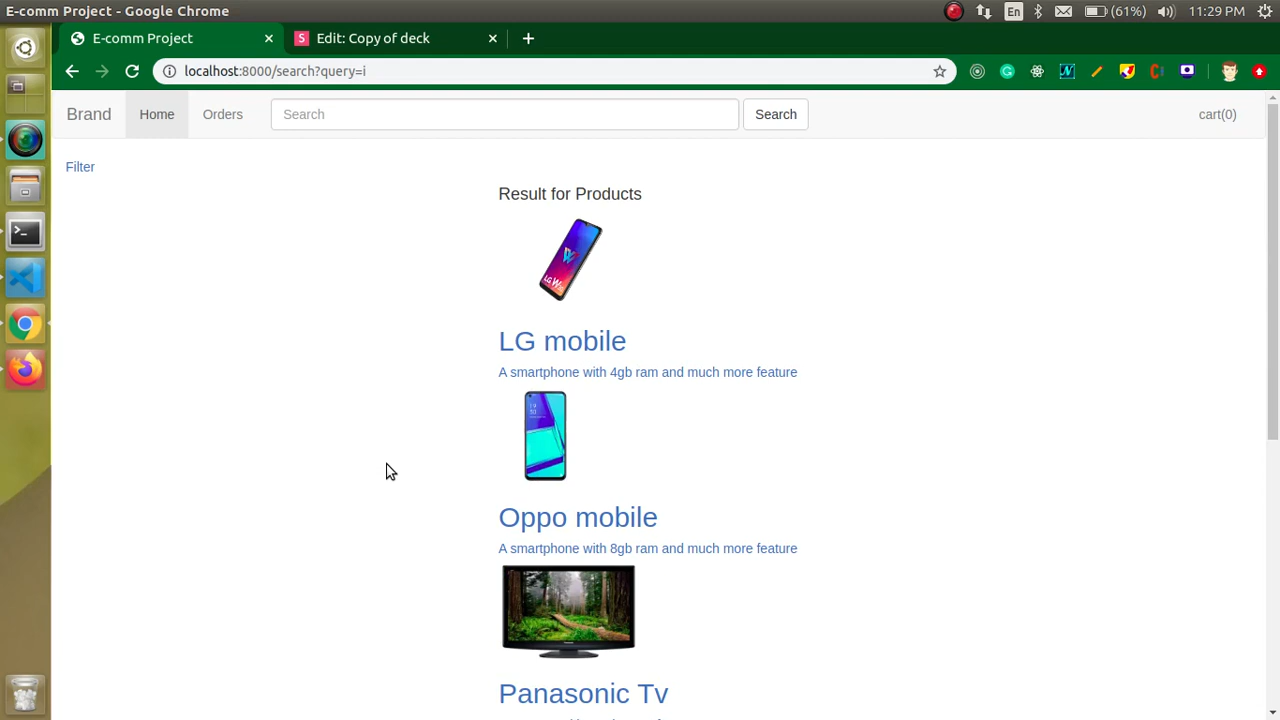 E-comm Project - Google Chrome
En
(61%)
11:29 PM
E-comm Project
S
Edit: Copy of deck
localhost:8000/search?query=i
Brand
Home
Orders
Search
Search
cart(0)
Filter
Result for Products
LG mobile
A smartphone with 4gb ram and much more feature
Oppo mobile
A smartphone with 8gb ram and much more feature
Panasonic Tv